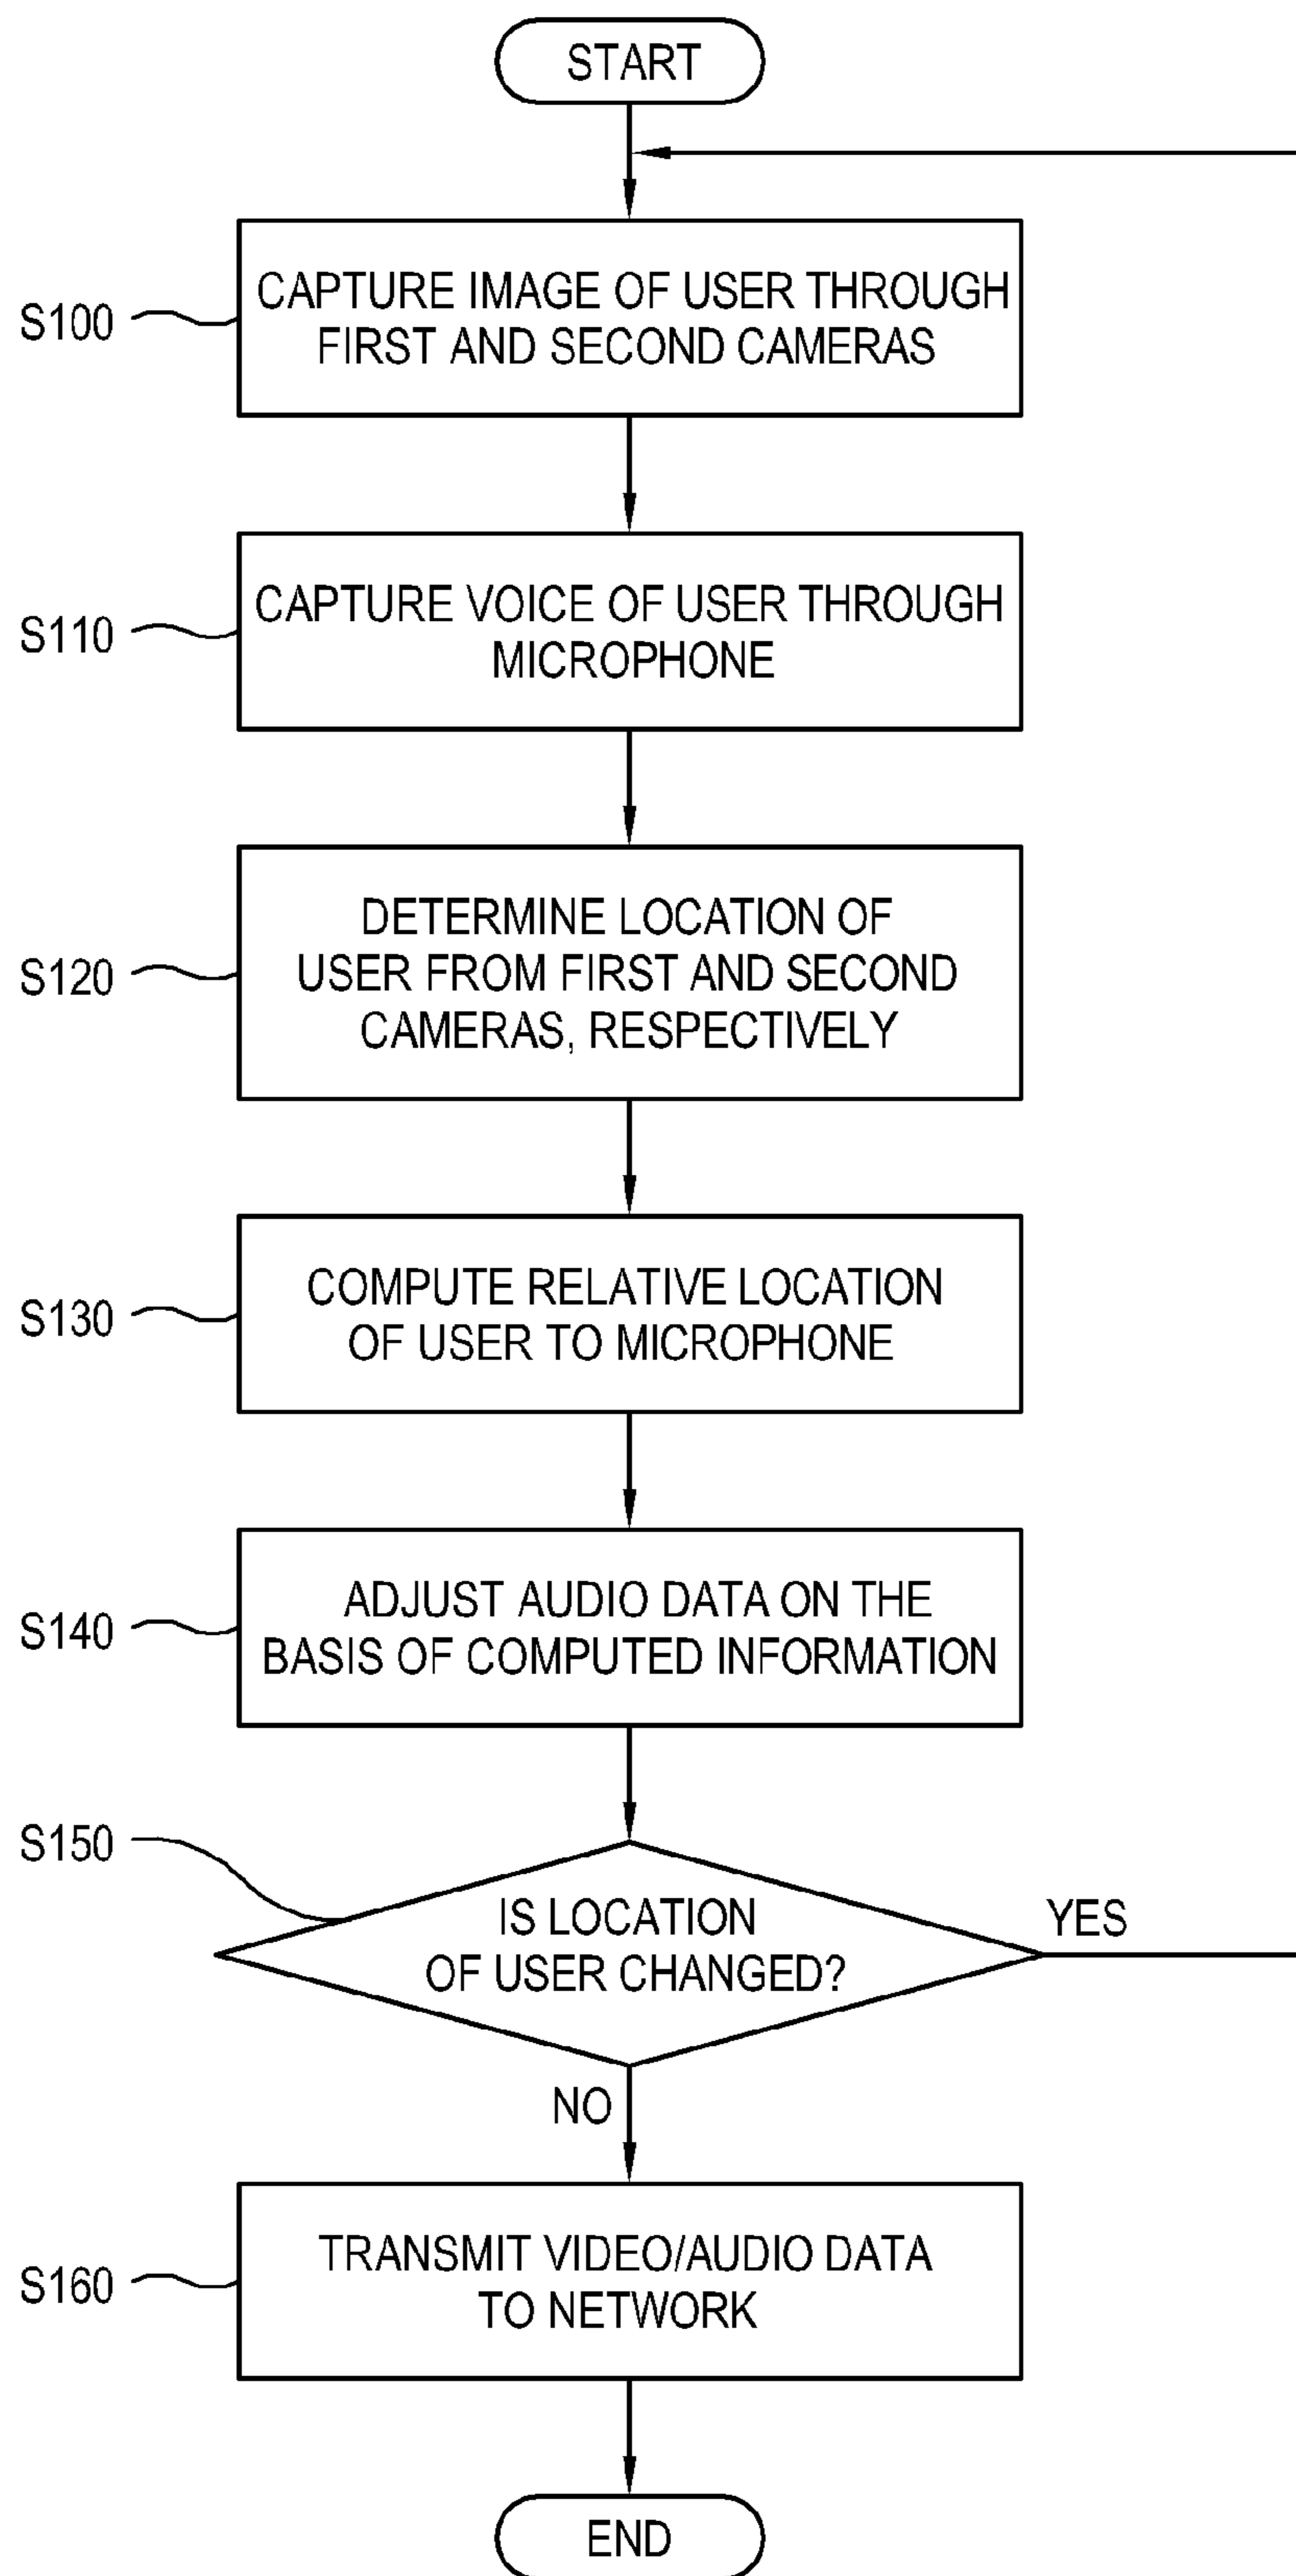 START
S100
CAPTURE IMAGE OF USER THROUGH
FIRST AND SECOND CAMERAS
S110
CAPTURE VOICE OF USER THROUGH
MICROPHONE
S120
DETERMINE LOCATION OF
USER FROM FIRST AND SECOND
CAMERAS, RESPECTIVELY
S130
COMPUTE RELATIVE LOCATION
OF USER TO MICROPHONE
S140
ADJUST AUDIO DATA ON THE
BASIS OF COMPUTED INFORMATION
S150
IS LOCATION
OF USER CHANGED?
YES
NO
S160
TRANSMIT VIDEO/AUDIO DATA
TO NETWORK
END